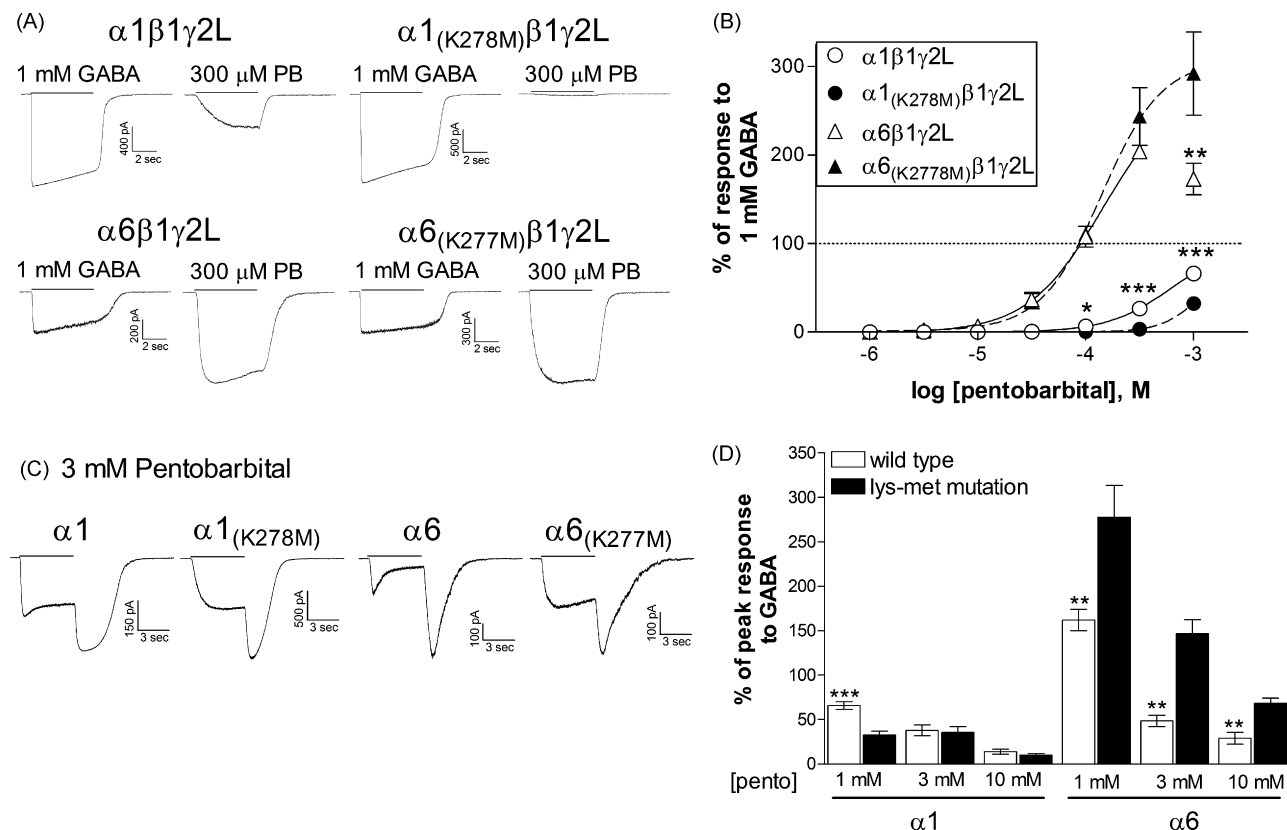 (A)
α1β1γ2L
α1(K278M)β1γ2L
1 mM GABA
300 μM PB
1 mM GABA
300 μM PB
400 pA
2 sec
2 sec
500 pA
2 sec
α6β1γ2L
α6(K277M)β1γ2L
1 mM GABA
300 μM PB
1 mM GABA
300 μM PB
200 pA
2 sec
300 pA
2 sec
(B)
% of response to
1 mM GABA
300
200
100
0
α1β1γ2L
α1(K278M)β1γ2L
α6β1γ2L
α6(K2778M)β1γ2L
**
***
***
*
-6
-5
-4
-3
log [pentobarbital], M
(C) 3 mM Pentobarbital
α1
α1(K278M)
α6
α6(K277M)
150 pA
3 sec
500 pA
3 sec
100 pA
3 sec
100 pA
3 sec
(D)
% of peak response
to GABA
350
300
250
200
150
100
50
0
wild type
lys-met mutation
***
**
**
**
[pento]
1 mM
3 mM
10 mM
1 mM
3 mM
10 mM
α1
α6